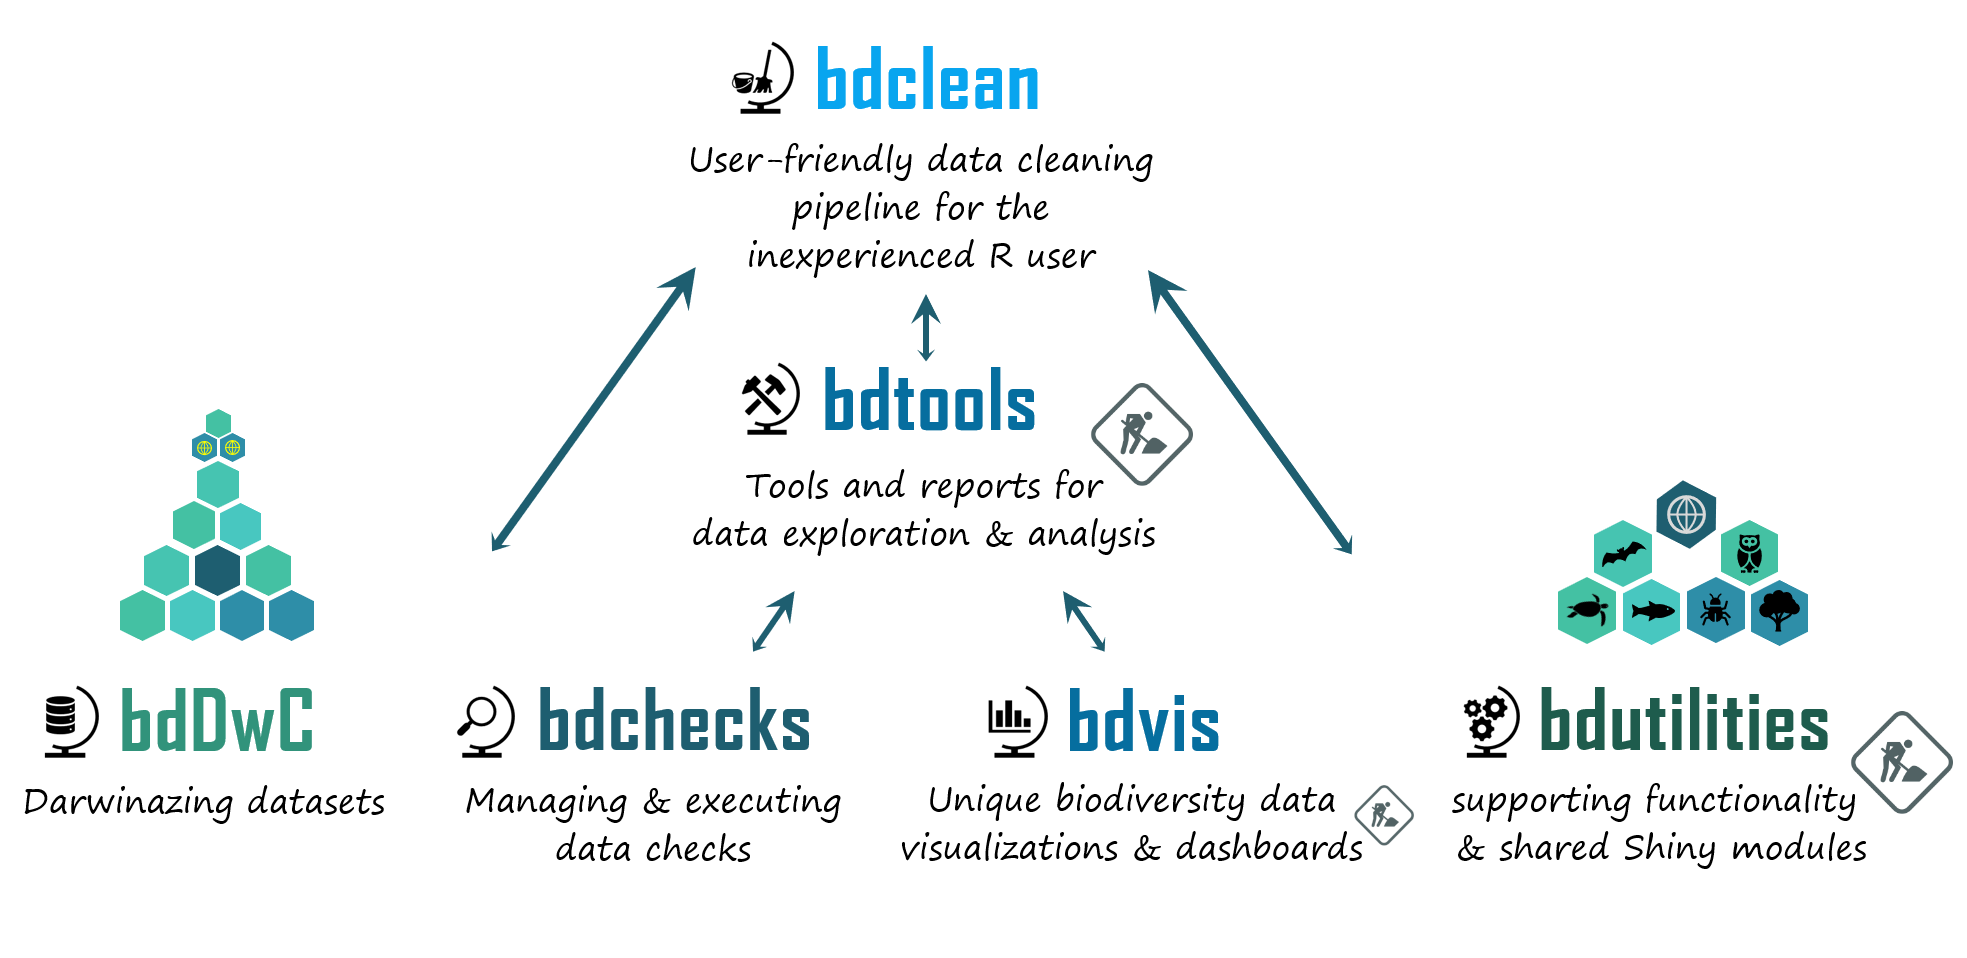 bdclean
User-friendly data cleaning
pipeline for the
inexperienced R user
bdtools
Tools and reports for
data exploration & analysis
bdDwC
Darwinazing datasets
bdchecks
Managing & executing
data checks
bdvis
Unique biodiversity data
visualizations & dashboards
bdutilities
supporting functionality
& shared Shiny modules